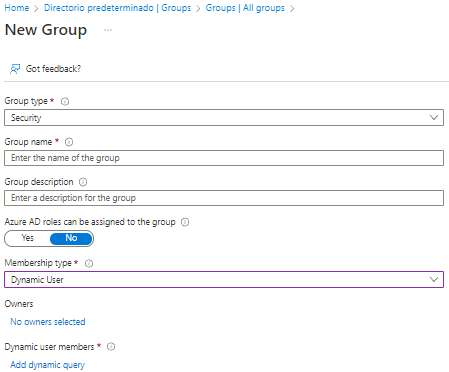 Home > Directorio predeterminado | Groups > Groups | All groups >
New Group ...
Got feedback?
Group type *
Security
Group name *
Enter the name of the group
Group description
Enter a description for the group
Azure AD roles can be assigned to the group
Yes No
Membership type *
Dynamic User
Owners
No owners selected
Dynamic user members *
Add dynamic query